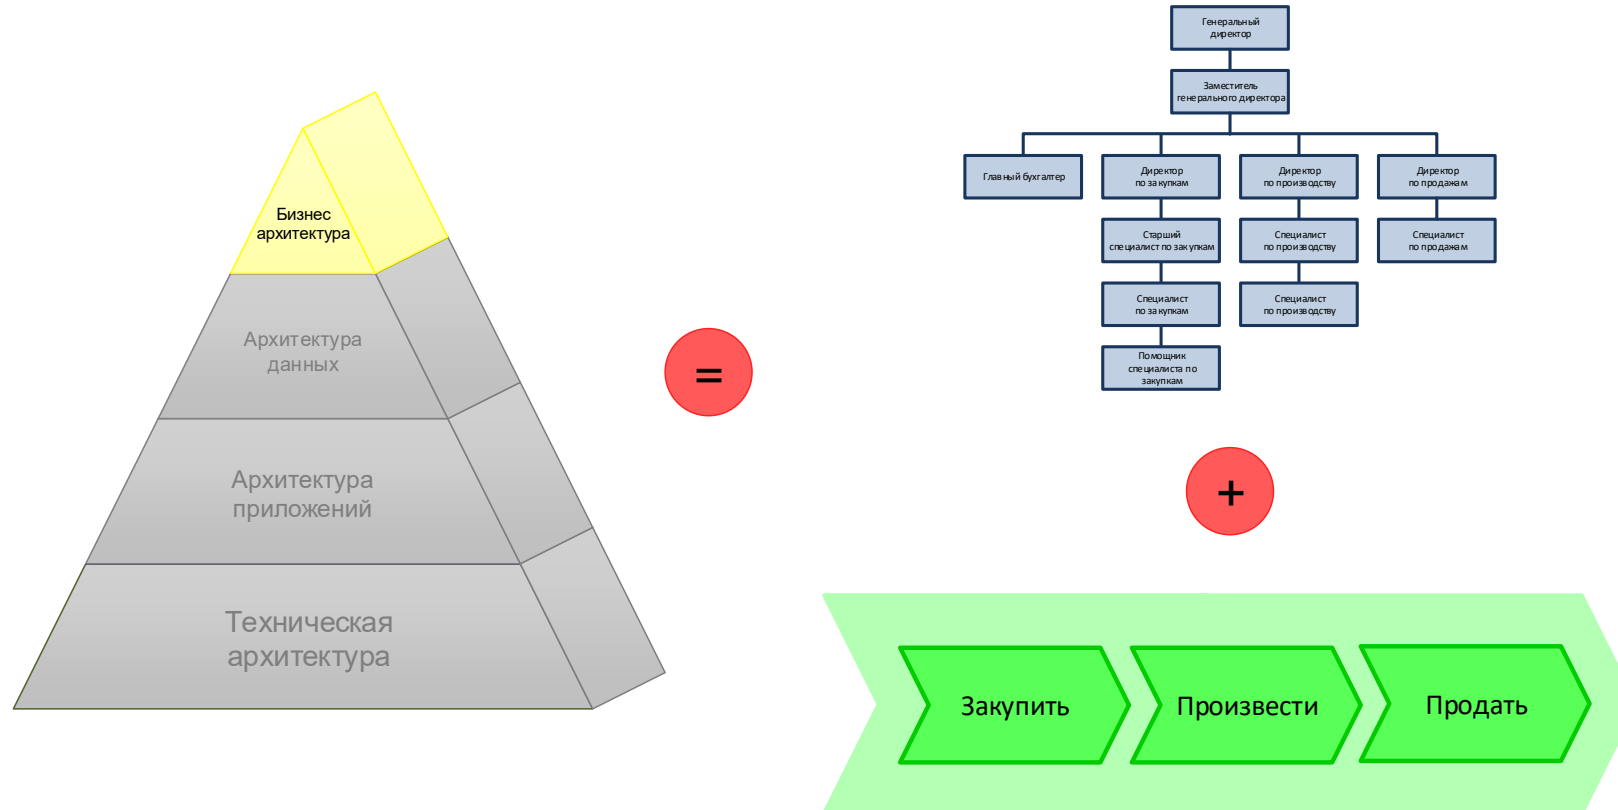 Бизнес
архитектура
Архитектура
данных
Архитектура
приложений
Техническая
архитектура
=
Генеральный
директор
Заместитель
генерального директора
Главный бухгалтер
Директор
по закупкам
Директор
по производству
Директор
по продажам
Старший
специалист по закупкам
Специалист
по производству
Специалист
по продажам
Специалист
по закупкам
Специалист
по производству
Помощник
специалиста по
закупкам
+
Закупить
Произвести
Продать